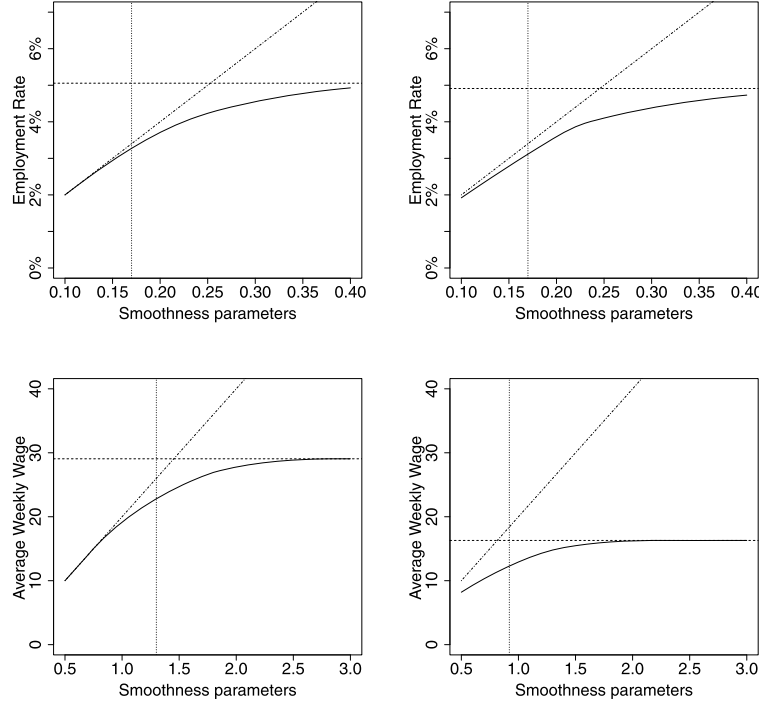 Employment Rate
0% 2% 4% 6%
0.10 0.15 0.20 0.25 0.30 0.35 0.40
Smoothness parameters
Employment Rate
0% 2% 4% 6%
0.10 0.15 0.20 0.25 0.30 0.35 0.40
Smoothness parameters
Average Weekly Wage
0 10 20 30 40
0.5 1.0 1.5 2.0 2.5 3.0
Smoothness parameters
Average Weekly Wage
0 10 20 30 40
0.5 1.0 1.5 2.0 2.5 3.0
Smoothness parameters